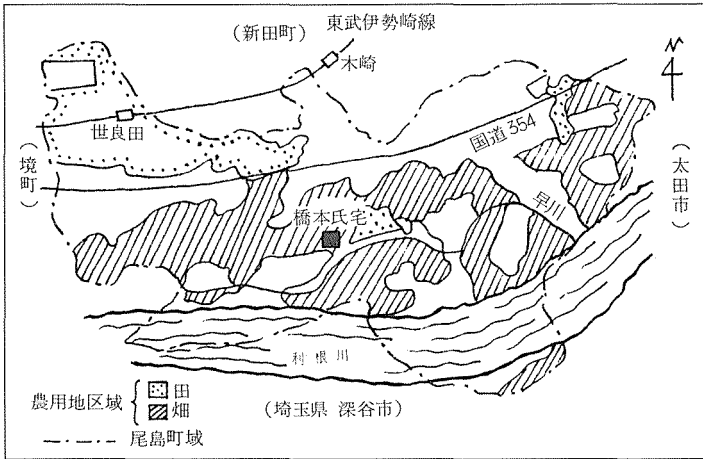 東武伊勢崎線
(新田町)
木崎
世良田
国道354
(境町)
(太田市)
早川
橋本氏宅
利根川
農用地区域
田
畑
(埼玉県 深谷市)
尾島町域
N